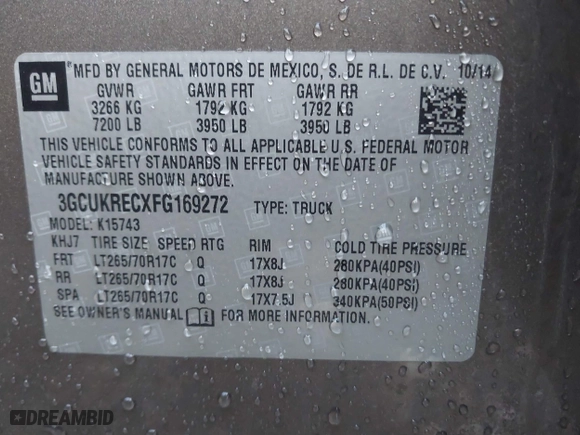 GM
MFD BY GENERAL MOTORS DE MEXICO, S. DE R.L. DE C.V. 10/14
GVWR GAWR FRT GAWR RR
3266 KG 1792 KG 1792 KG
7200 LB 3950 LB 3950 LB
THIS VEHICLE CONFORMS TO ALL APPLICABLE U.S. FEDERAL MOTOR
VEHICLE SAFETY STANDARDS IN EFFECT ON THE DATE OF
MANUFACTURE SHOWN ABOVE.
3GCUKRECXFG169272 TYPE: TRUCK
MODEL: K15743
KHJ7 TIRE SIZE SPEED RTG RIM COLD TIRE PRESSURE
FRT LT265/70R17C Q 17X8J 280KPA(40PSI)
RR LT265/70R17C Q 17X8J 280KPA(40PSI)
SPA LT265/70R17C Q 17X7.5J 340KPA(50PSI)
SEE OWNER'S MANUAL FOR MORE INFORMATION.
DREAMBID